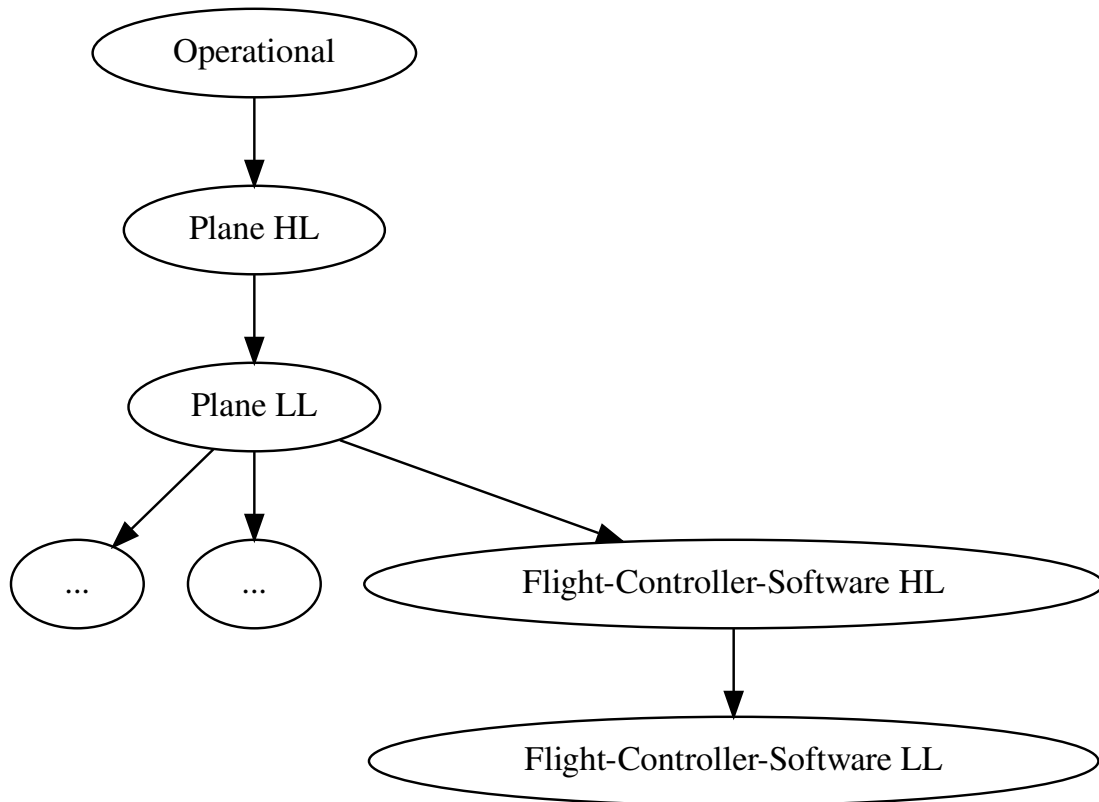 Operational
Plane HL
Plane LL
...
...
Flight-Controller-Software HL
Flight-Controller-Software LL